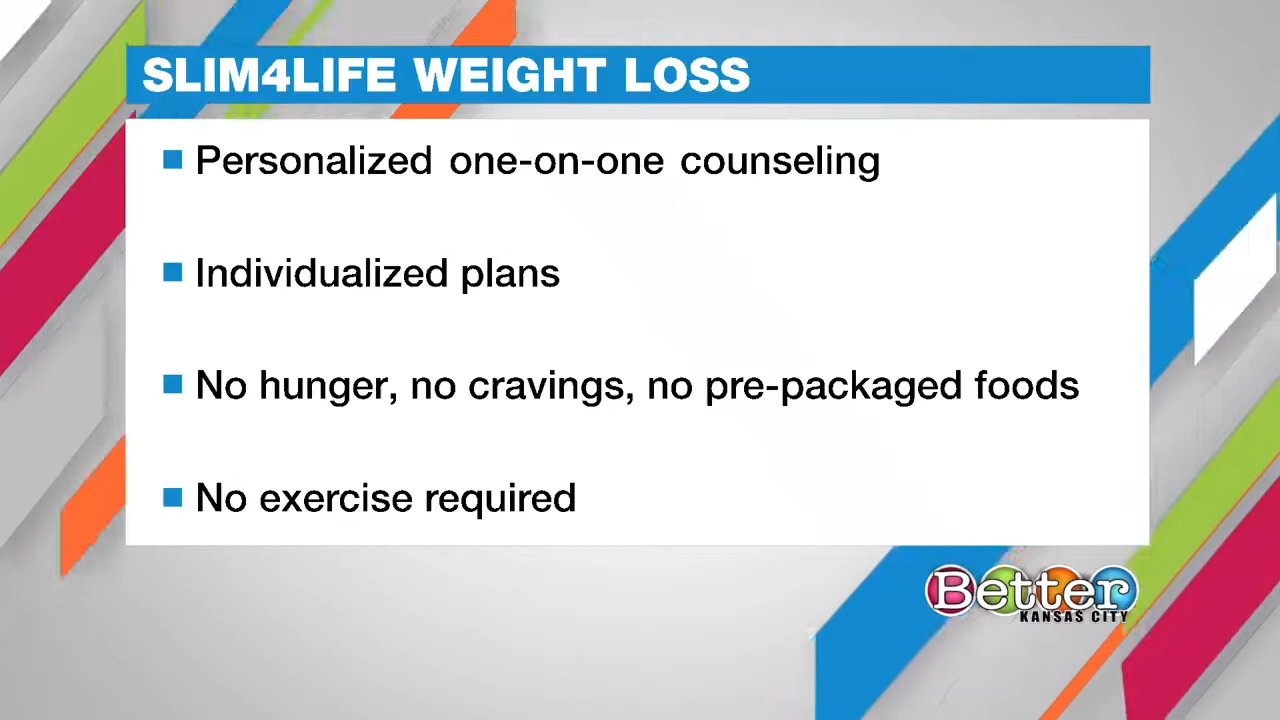 SLIM4LIFE WEIGHT LOSS
Personalized one-on-one counseling
Individualized plans
No hunger, no cravings, no pre-packaged foods
No exercise required
Better
KANSAS CITY